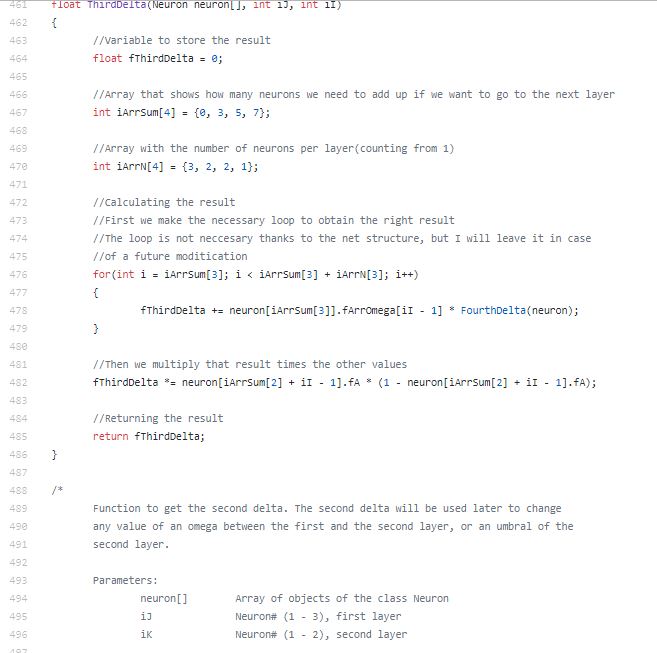 461 float ThirdDelta(Neuron neuron[], int iJ, int iI)
462 {
463 //Variable to store the result
464 float fThirdDelta = 0;
465
466 //Array that shows how many neurons we need to add up if we want to go to the next layer
467 int iArrSum[4] = {0, 3, 5, 7};
468
469 //Array with the number of neurons per layer(counting from 1)
470 int iArrN[4] = {3, 2, 2, 1};
471
472 //Calculating the result
473 //First we make the necessary loop to obtain the right result
474 //The loop is not neccesary thanks to the net structure, but I will leave it in case
475 //of a future moditication
476 for(int i = iArrSum[3]; i < iArrSum[3] + iArrN[3]; i++)
477 {
478 fThirdDelta += neuron[iArrSum[3]].fArrOmega[iI - 1] * FourthDelta(neuron);
479 }
480
481 //Then we multiply that result times the other values
482 fThirdDelta *= neuron[iArrSum[2] + iI - 1].fA * (1 - neuron[iArrSum[2] + iI - 1].fA);
483
484 //Returning the result
485 return fThirdDelta;
486 }
487
488 /*
489 Function to get the second delta. The second delta will be used later to change
490 any value of an omega between the first and the second layer, or an umbral of the
491 second layer.
492
493 Parameters:
494 neuron[] Array of objects of the class Neuron
495 iJ Neuron# (1 - 3), first layer
496 iK Neuron# (1 - 2), second layer
497